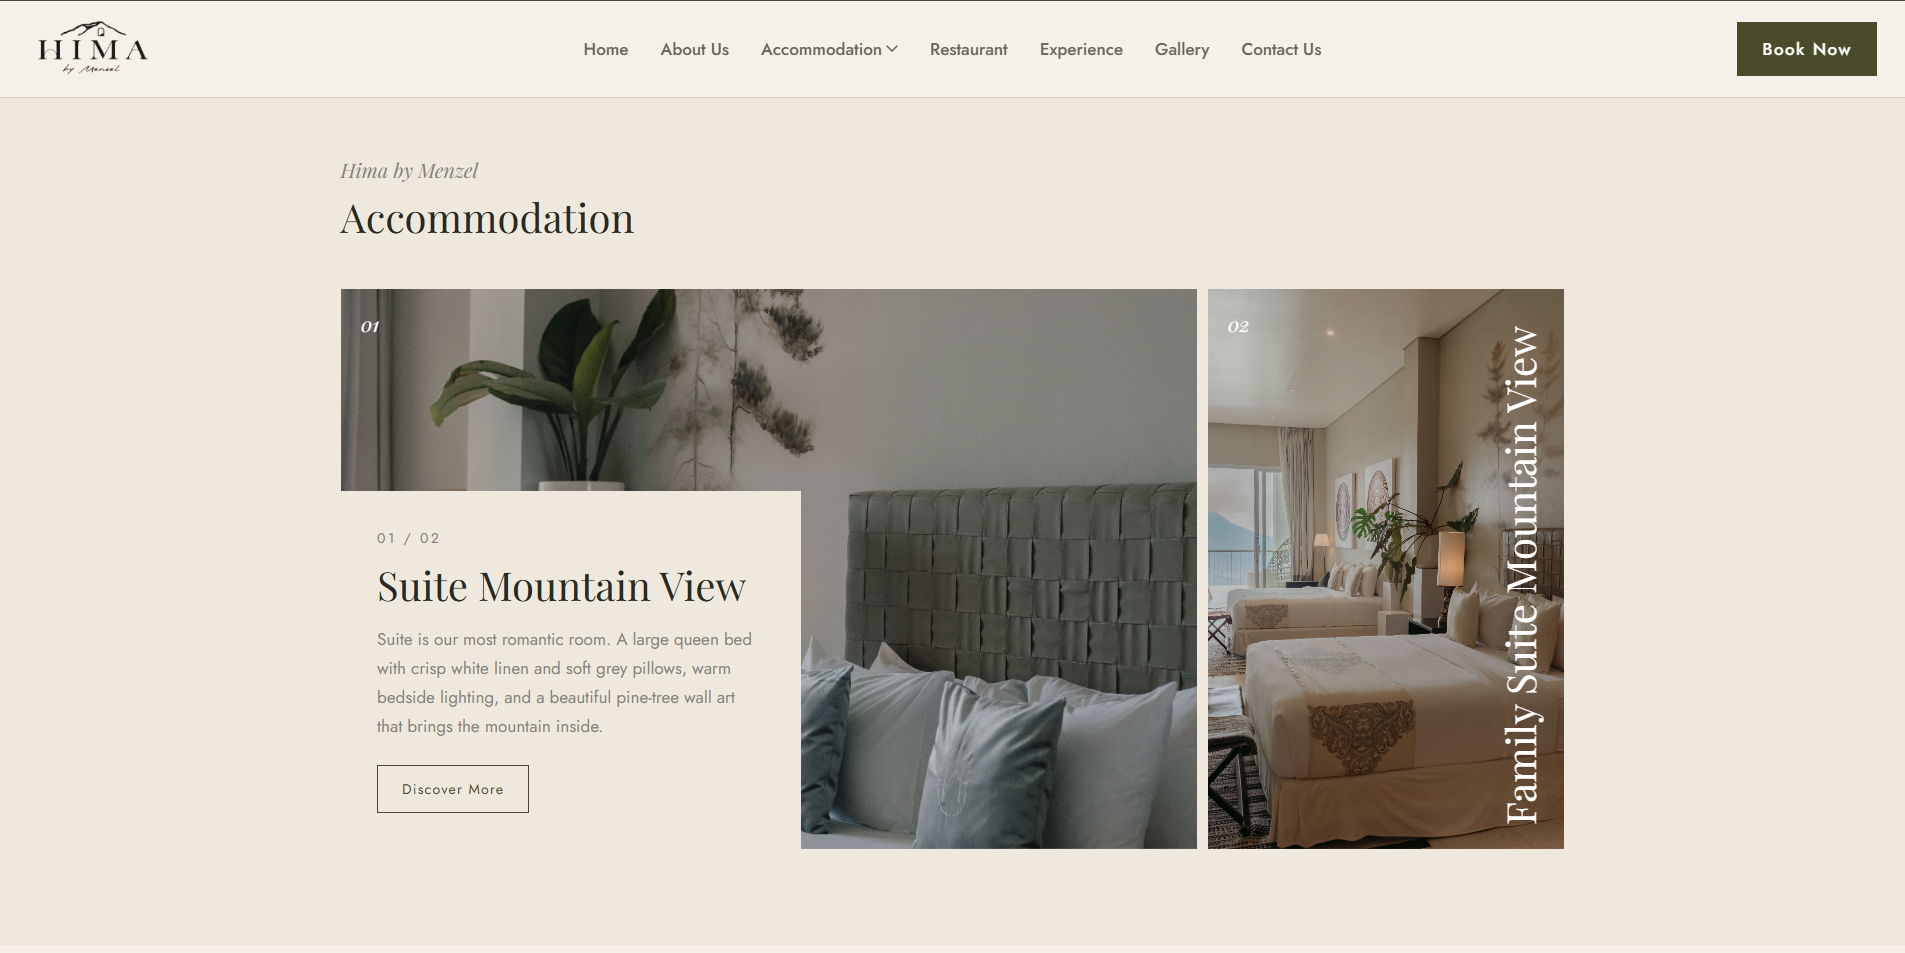 HIMA
by Menzel
Home
About Us
Accommodation
Restaurant
Experience
Gallery
Contact Us
Book Now
Hima by Menzel
Accommodation
01
01 / 02
Suite Mountain View
Suite is our most romantic room. A large queen bed
with crisp white linen and soft grey pillows, warm
bedside lighting, and a beautiful pine-tree wall art
that brings the mountain inside.
Discover More
02
Family Suite Mountain View